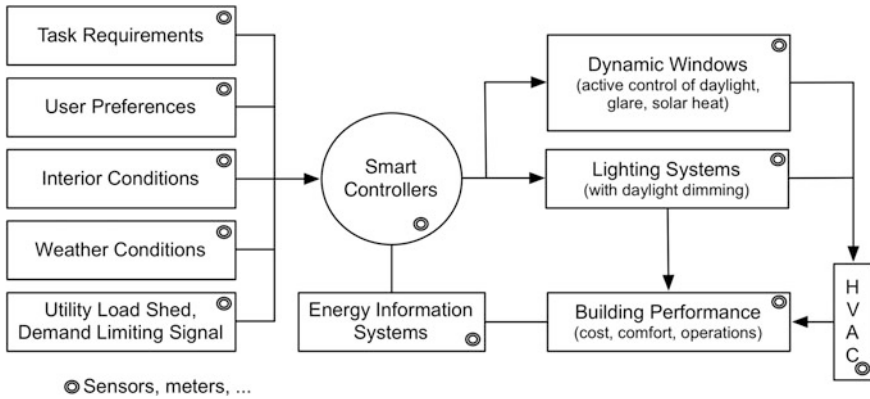 Task Requirements
User Preferences
Interior Conditions
Weather Conditions
Utility Load Shed,
Demand Limiting Signal
Smart
Controllers
Energy Information
Systems
Dynamic Windows
(active control of daylight,
glare, solar heat)
Lighting Systems
(with daylight dimming)
Building Performance
(cost, comfort, operations)
H
V
A
C
Sensors, meters, ...